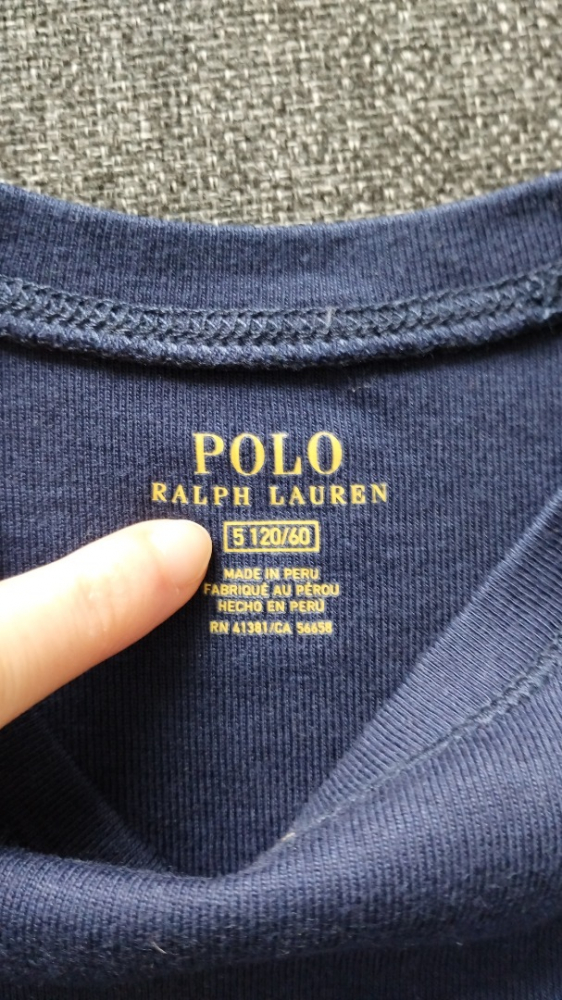 POLO
RALPH LAUREN
5 120/60
MADE IN PERU
FABRIQUÉ AU PÉROU
HECHO EN PERÚ
RN 41381/CA 56658